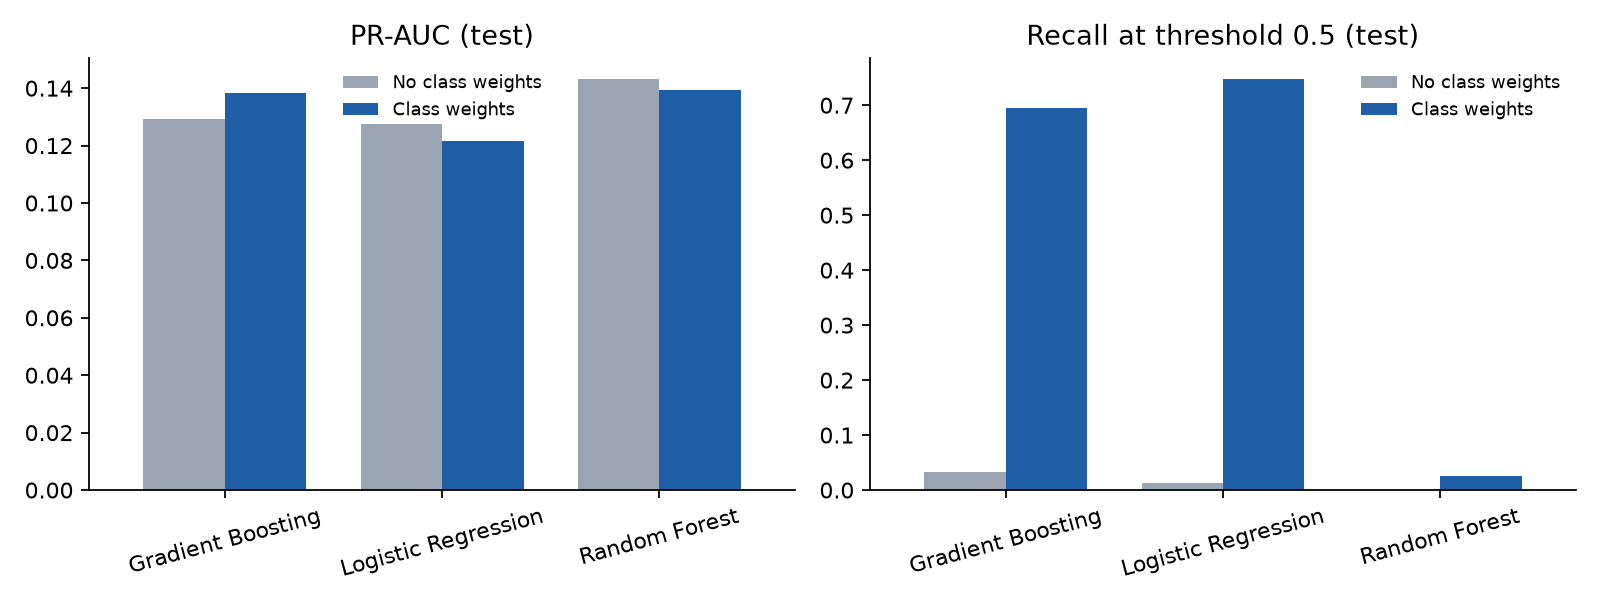 PR-AUC (test)
No class weights
Class weights
0.14
0.12
0.10
0.08
0.06
0.04
0.02
0.00
Gradient Boosting
Logistic Regression
Random Forest
Recall at threshold 0.5 (test)
No class weights
Class weights
0.7
0.6
0.5
0.4
0.3
0.2
0.1
0.0
Gradient Boosting
Logistic Regression
Random Forest